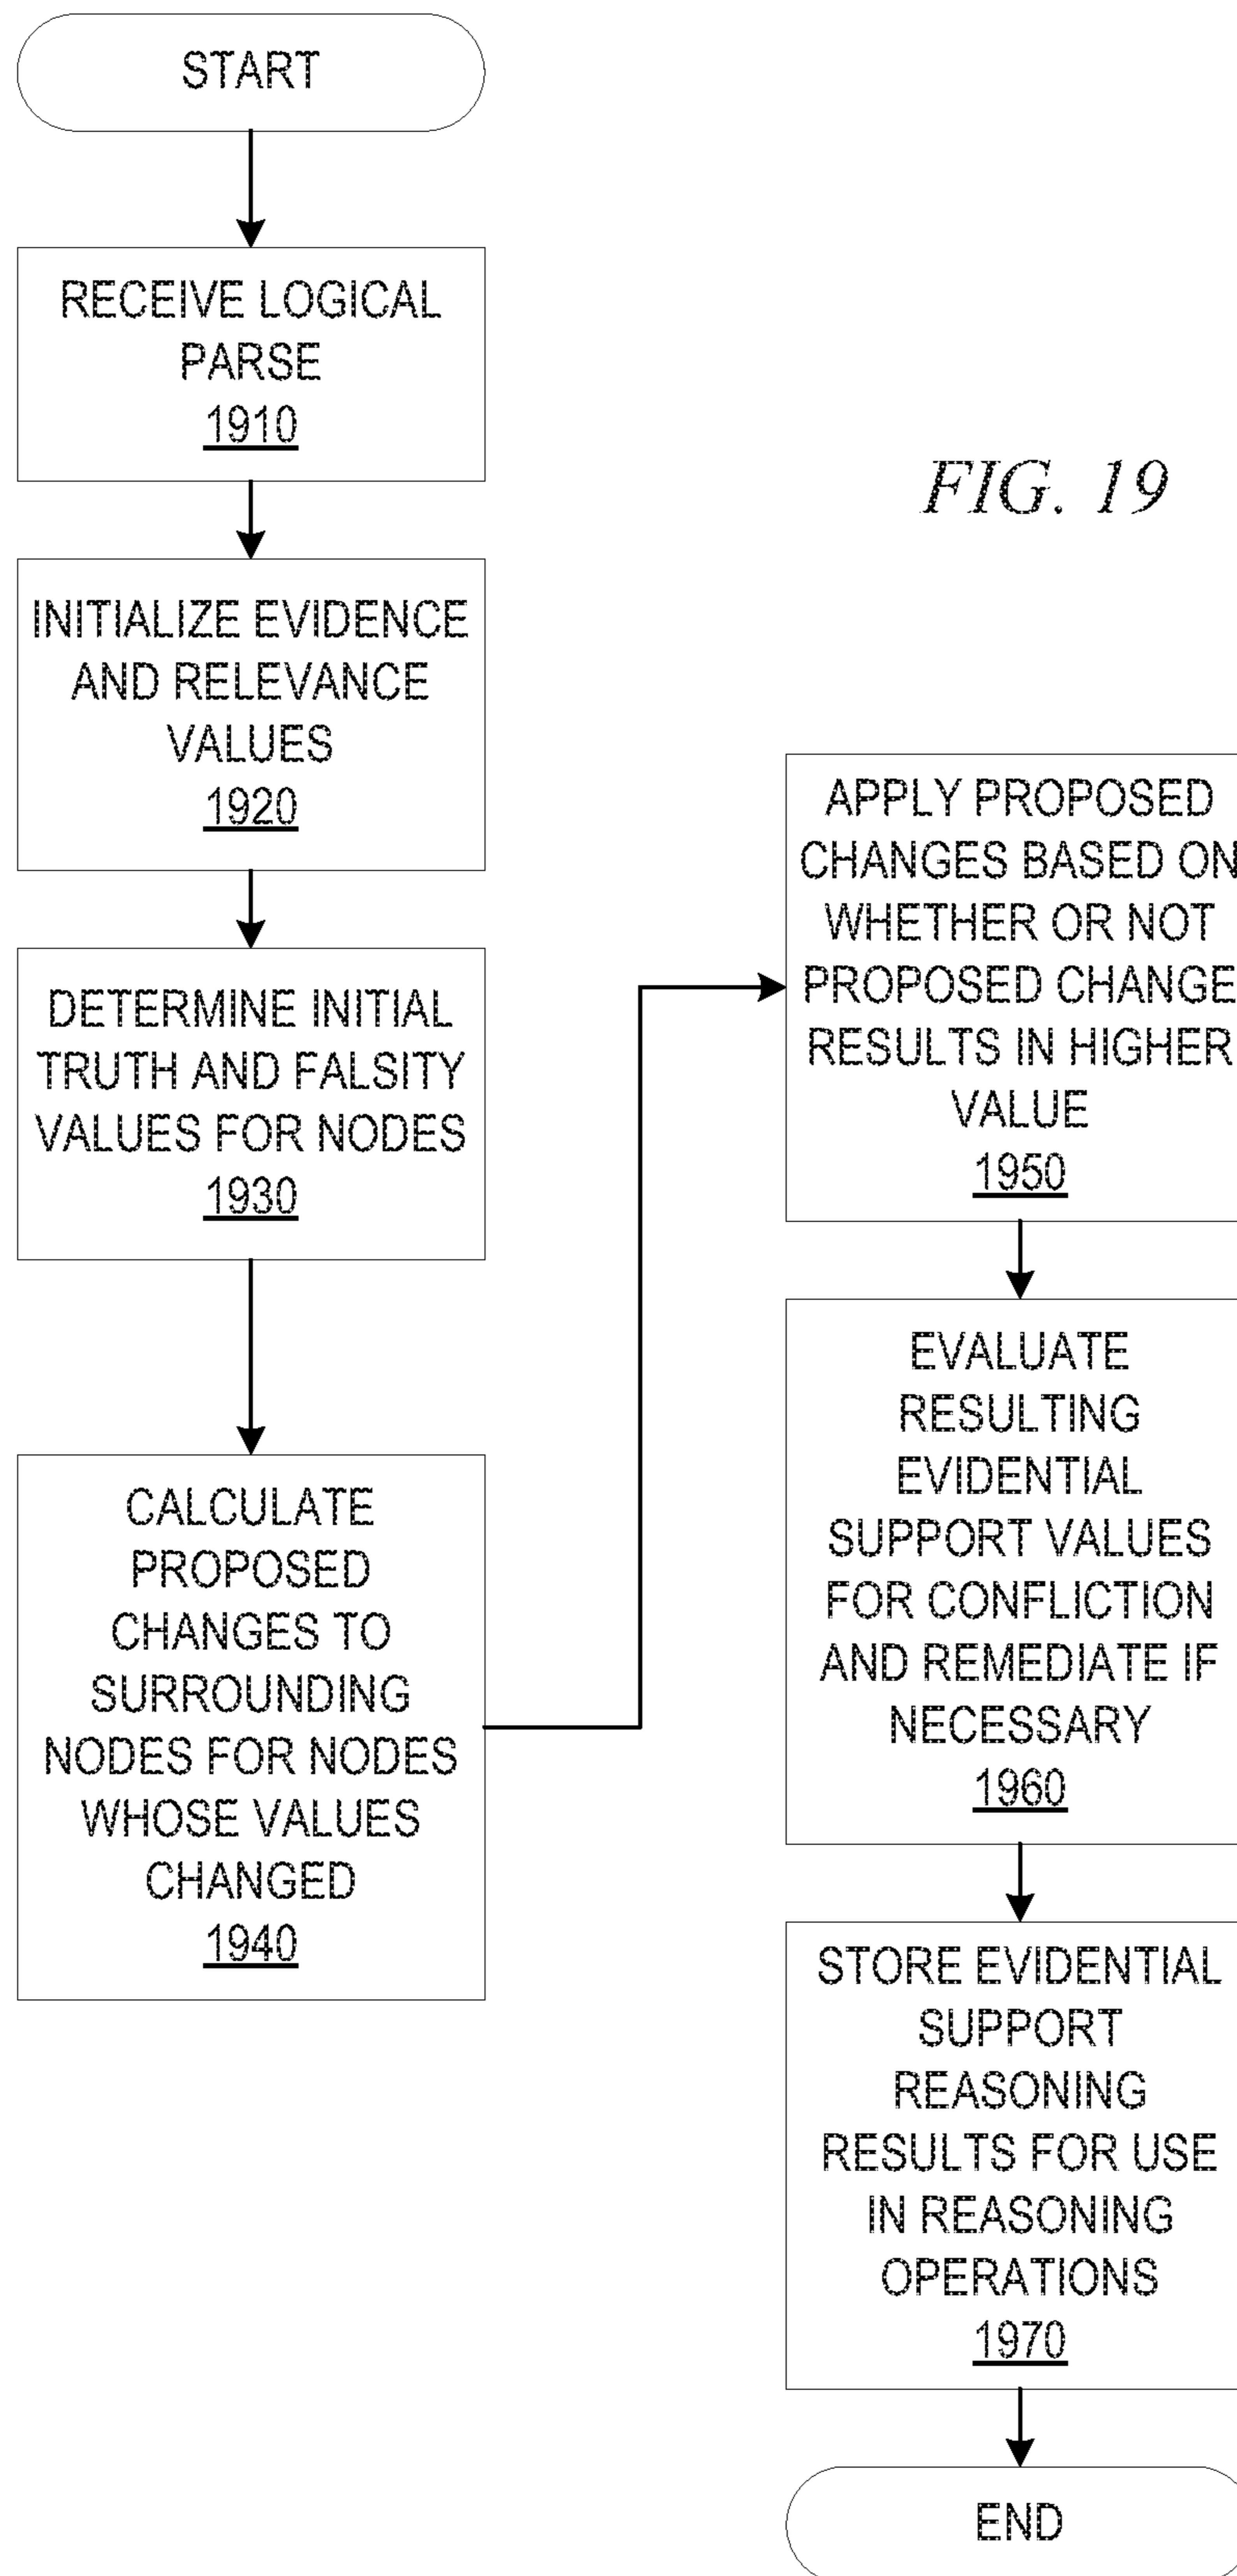 START
RECEIVE LOGICAL
PARSE
1910
INITIALIZE EVIDENCE
AND RELEVANCE
VALUES
1920
DETERMINE INITIAL
TRUTH AND FALSITY
VALUES FOR NODES
1930
CALCULATE
PROPOSED
CHANGES TO
SURROUNDING
NODES FOR NODES
WHOSE VALUES
CHANGED
1940
FIG. 19
APPLY PROPOSED
CHANGES BASED ON
WHETHER OR NOT
PROPOSED CHANGE
RESULTS IN HIGHER
VALUE
1950
EVALUATE
RESULTING
EVIDENTIAL
SUPPORT VALUES
FOR CONFLICTION
AND REMEDIATE IF
NECESSARY
1960
STORE EVIDENTIAL
SUPPORT
REASONING
RESULTS FOR USE
IN REASONING
OPERATIONS
1970
END